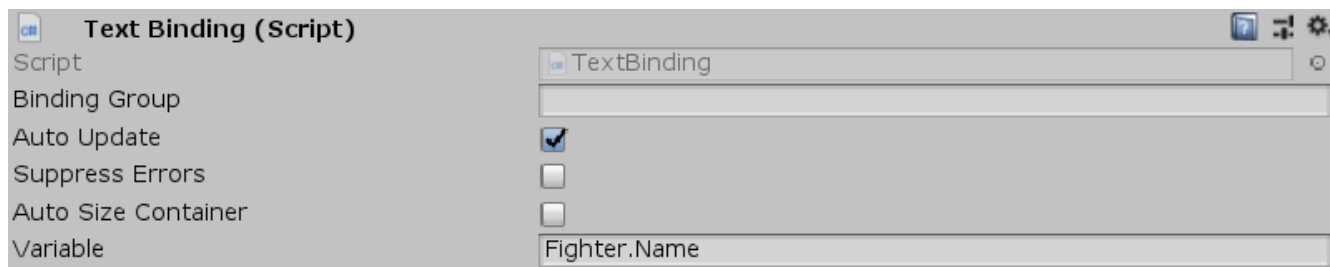 Text Binding (Script)
Script TextBinding
Binding Group
Auto Update
Suppress Errors
Auto Size Container
Variable Fighter.Name